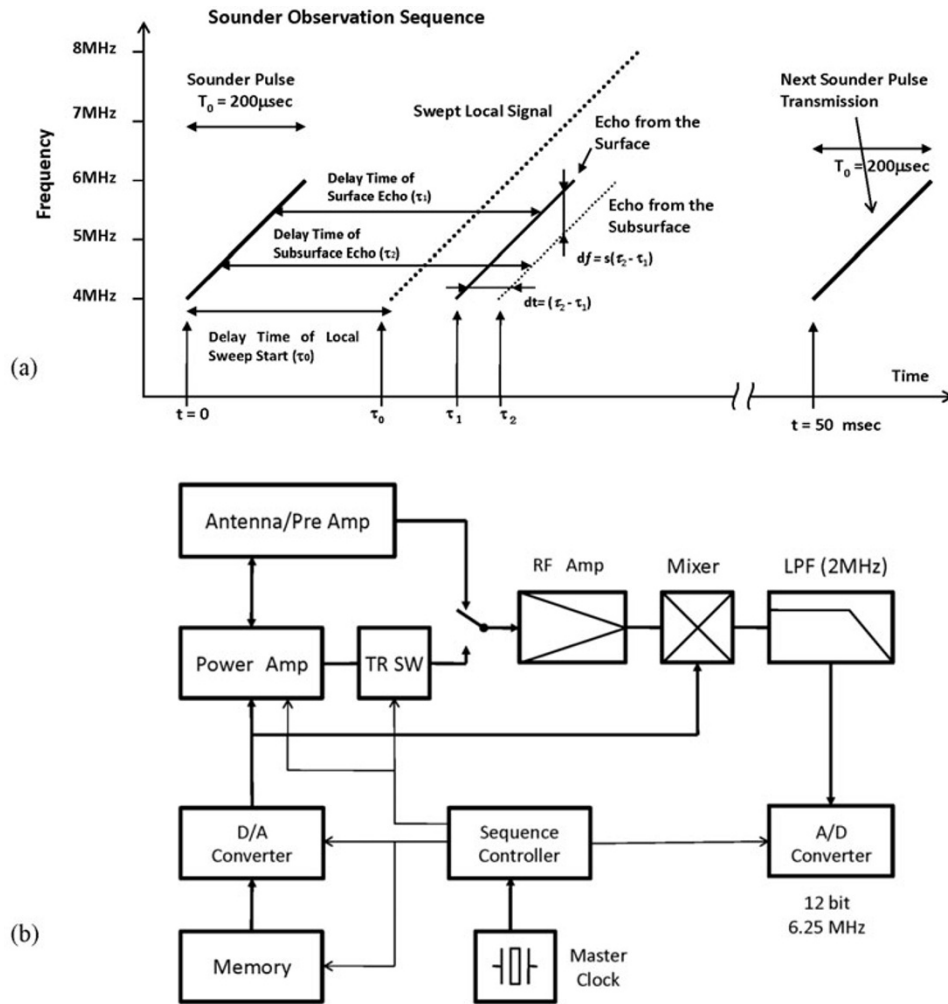 Sounder Observation Sequence
8MHz
7MHz
6MHz
5MHz
4MHz
Frequency
Sounder Pulse
T₀ = 200μsec
Swept Local Signal
Echo from the
Surface
Next Sounder Pulse
Transmission
T₀ = 200μsec
Delay Time of
Surface Echo (τ₁)
Delay Time of
Subsurface Echo (τ₂)
Echo from the
Subsurface
df = s(τ₂ - τ₁)
dt= (τ₂ - τ₁)
Delay Time of Local
Sweep Start (τ₀)
(a)
Time
t = 0
τ₀
τ₁
τ₂
t = 50 msec
Antenna/Pre Amp
RF Amp
Mixer
LPF (2MHz)
Power Amp
TR SW
D/A
Converter
Sequence
Controller
A/D
Converter
12 bit
6.25 MHz
(b)
Memory
Master
Clock